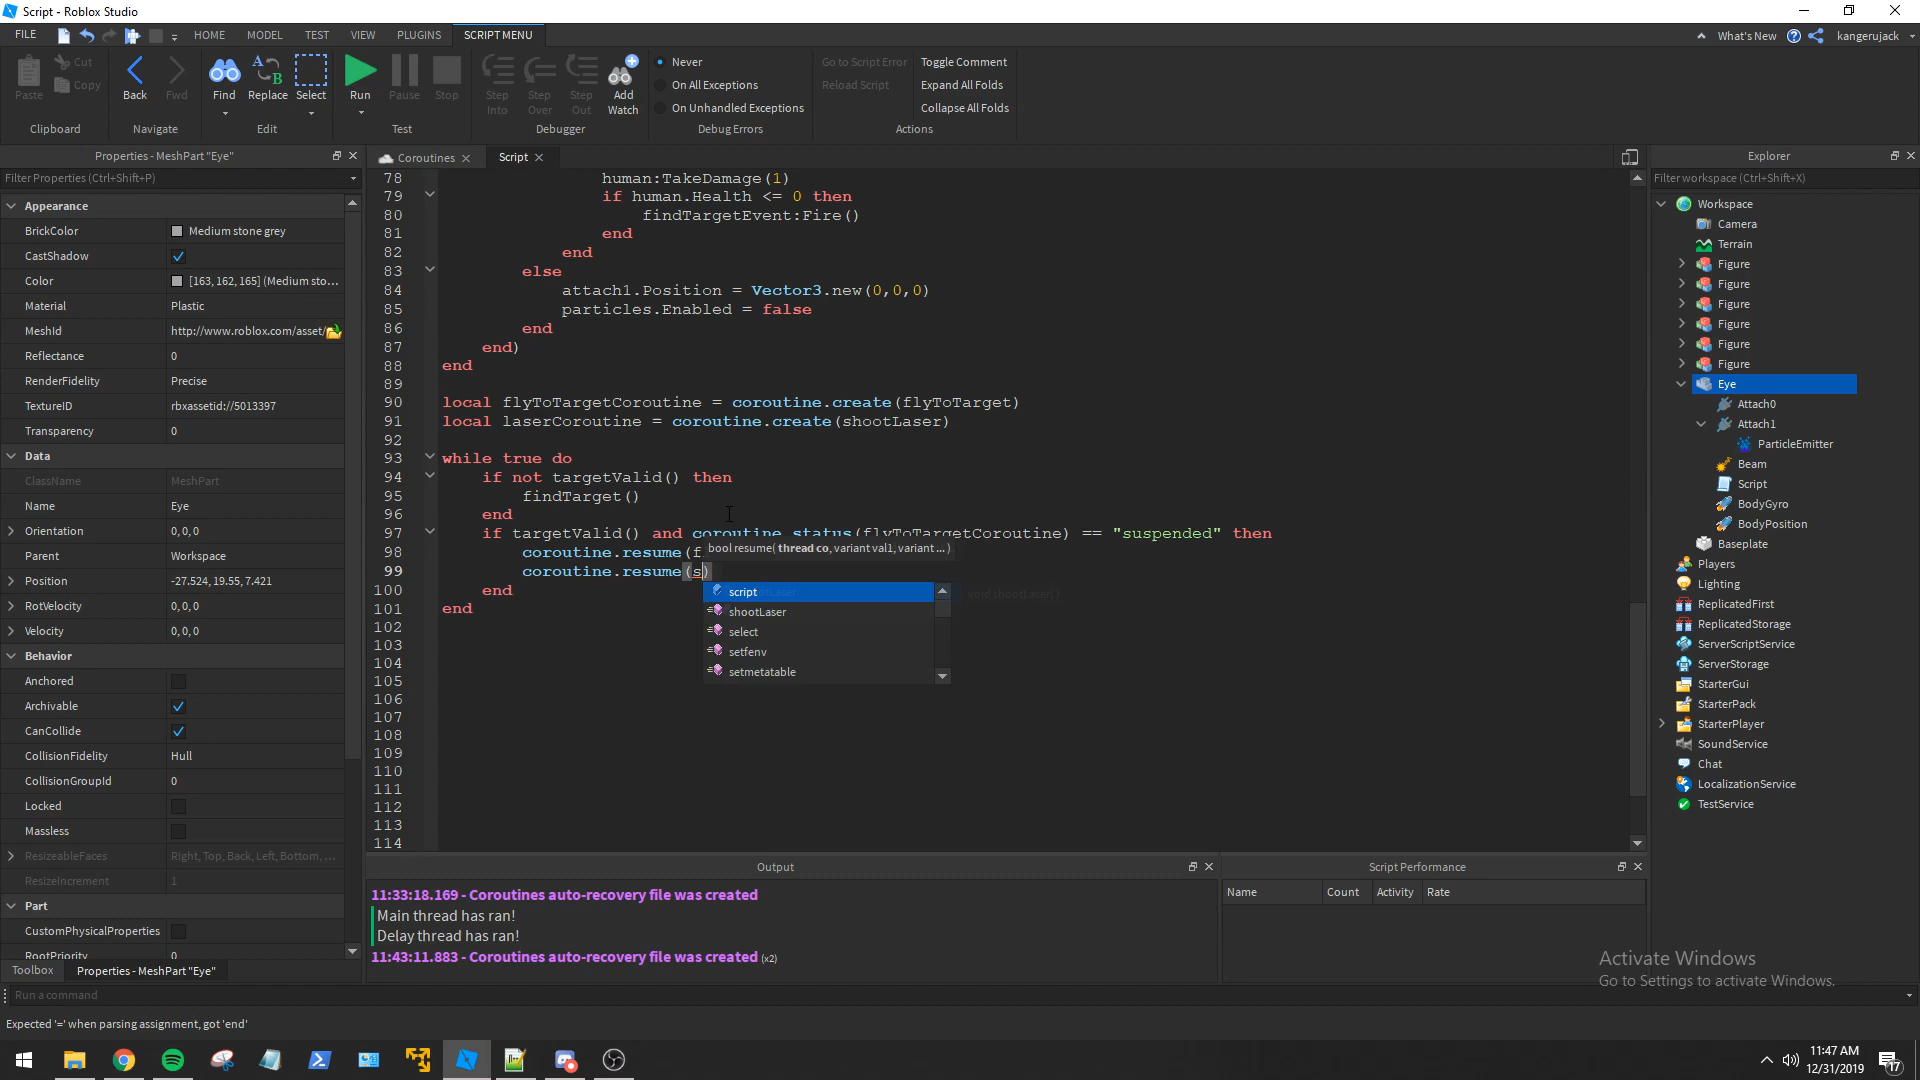 Script - Roblox Studio
FILE HOME MODEL TEST VIEW PLUGINS SCRIPT MENU What's New kangerujack
Paste Cut Copy Back Fwd Find Replace Select Run Pause Stop Step Into Step Over Step Out Add Watch
Never Go to Script Error Toggle Comment
On All Exceptions Reload Script Expand All Folds
On Unhandled Exceptions Collapse All Folds
Clipboard Navigate Edit Test Debugger Debug Errors Actions
Properties - MeshPart "Eye"
Filter Properties (Ctrl+Shift+P)
Appearance
BrickColor Medium stone grey
CastShadow
Color [163, 162, 165] (Medium sto...
Material Plastic
MeshId http://www.roblox.com/asset/
Reflectance 0
RenderFidelity Precise
TextureID rbxassetid://5013397
Transparency 0
Data
ClassName MeshPart
Name Eye
Orientation 0, 0, 0
Parent Workspace
Position -27.524, 19.55, 7.421
RotVelocity 0, 0, 0
Velocity 0, 0, 0
Behavior
Anchored
Archivable
CanCollide
CollisionFidelity Hull
CollisionGroupId 0
Locked
Massless
ResizeableFaces Right, Top, Back, Left, Bottom, ...
ResizeIncrement 1
Part
CustomPhysicalProperties
RootPriority 0
Toolbox Properties - MeshPart "Eye"
Coroutines Script
78 human:TakeDamage(1)
79 if human.Health <= 0 then
80 findTargetEvent:Fire()
81 end
82 end
83 else
84 attach1.Position = Vector3.new(0,0,0)
85 particles.Enabled = false
86 end
87 end)
88 end
89
90 local flyToTargetCoroutine = coroutine.create(flyToTarget)
91 local laserCoroutine = coroutine.create(shootLaser)
92
93 while true do
94 if not targetValid() then
95 findTarget()
96 end
97 if targetValid() and coroutine.status(flyToTargetCoroutine) == "suspended" then
98 coroutine.resume(f
bool resume( thread co, variant val1, variant ... )
99 coroutine.resume(s)
100 end
101 end
102
103
104
105
106
107
108
109
110
111
112
113
114
script
shootLaser
select
setfenv
setmetatable
void shootLaser()
Explorer
Filter workspace (Ctrl+Shift+X)
Workspace
Camera
Terrain
Figure
Figure
Figure
Figure
Figure
Figure
Eye
Attach0
Attach1
ParticleEmitter
Beam
Script
BodyGyro
BodyPosition
Baseplate
Players
Lighting
ReplicatedFirst
ReplicatedStorage
ServerScriptService
ServerStorage
StarterGui
StarterPack
StarterPlayer
SoundService
Chat
LocalizationService
TestService
Output
11:33:18.169 - Coroutines auto-recovery file was created
Main thread has ran!
Delay thread has ran!
11:43:11.883 - Coroutines auto-recovery file was created (x2)
Script Performance
Name Count Activity Rate
Activate Windows
Go to Settings to activate Windows.
Run a command
Expected '=' when parsing assignment, got 'end'
11:47 AM
12/31/2019
17